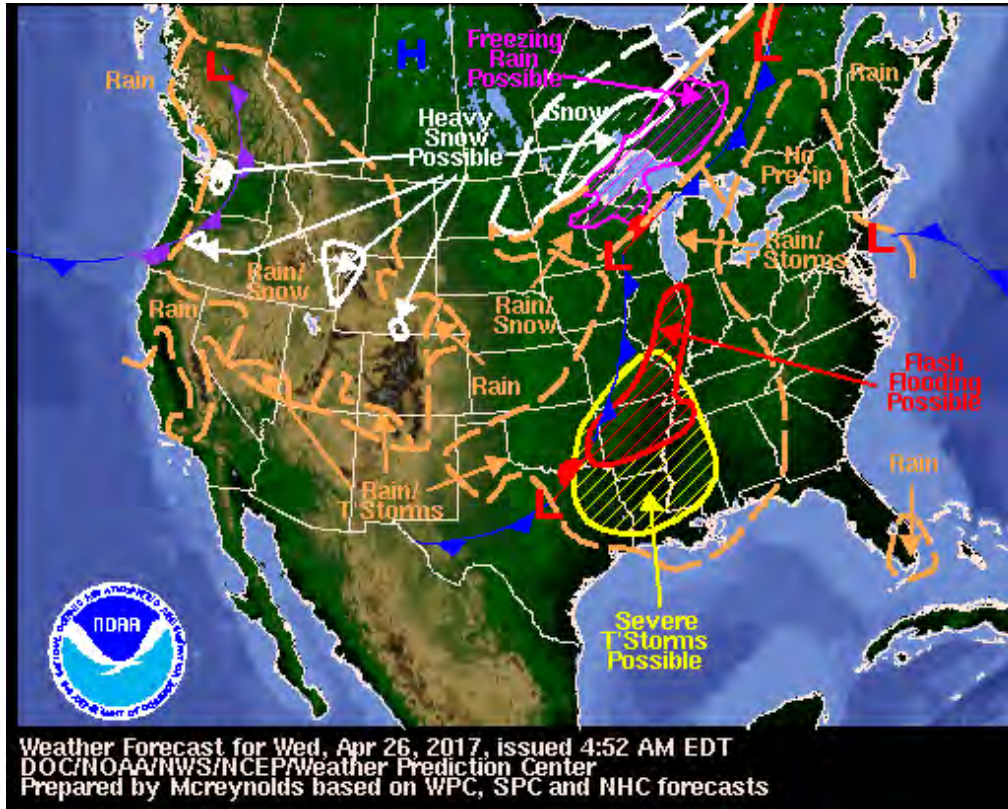 Freezing
Rain
Possible
L
H
L
Rain
Rain
Snow
Heavy
Snow
Possible
No
Precip
L
L
Rain/
T'Storms
Rain/
Snow
Rain
Rain/
Snow
Rain
Flash
Flooding
Possible
Rain/
T'Storms
L
Rain
Severe
T'Storms
Possible
NOAA
Weather Forecast for Wed, Apr 26, 2017, issued 4:52 AM EDT
DOC/NOAA/NWS/NCEP/Weather Prediction Center
Prepared by Mcreynolds based on WPC, SPC and NHC forecasts